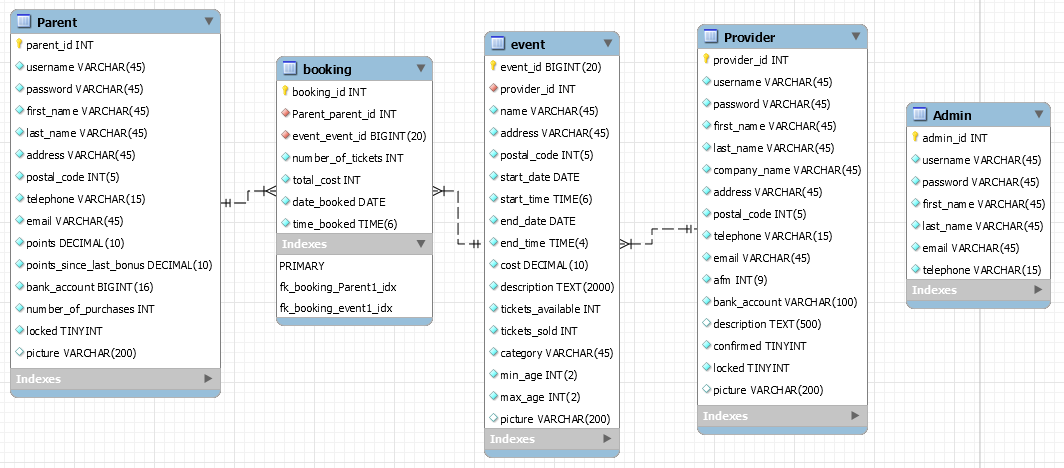 Parent
parent_id INT
username VARCHAR(45)
password VARCHAR(45)
first_name VARCHAR(45)
last_name VARCHAR(45)
address VARCHAR(45)
postal_code INT(5)
telephone VARCHAR(15)
email VARCHAR(45)
points DECIMAL(10)
points_since_last_bonus DECIMAL(10)
bank_account BIGINT(16)
number_of_purchases INT
locked TINYINT
picture VARCHAR(200)
Indexes
booking
booking_id INT
Parent_parent_id INT
event_event_id BIGINT(20)
number_of_tickets INT
total_cost INT
date_booked DATE
time_booked TIME(6)
Indexes
PRIMARY
fk_booking_Parent1_idx
fk_booking_event1_idx
event
event_id BIGINT(20)
provider_id INT
name VARCHAR(45)
address VARCHAR(45)
postal_code INT(5)
start_date DATE
start_time TIME(6)
end_date DATE
end_time TIME(4)
cost DECIMAL(10)
description TEXT(2000)
tickets_available INT
tickets_sold INT
category VARCHAR(45)
min_age INT(2)
max_age INT(2)
picture VARCHAR(200)
Indexes
Provider
provider_id INT
username VARCHAR(45)
password VARCHAR(45)
first_name VARCHAR(45)
last_name VARCHAR(45)
company_name VARCHAR(45)
address VARCHAR(45)
postal_code INT(5)
telephone VARCHAR(15)
email VARCHAR(45)
afm INT(9)
bank_account VARCHAR(100)
description TEXT(500)
confirmed TINYINT
locked TINYINT
picture VARCHAR(200)
Indexes
Admin
admin_id INT
username VARCHAR(45)
password VARCHAR(45)
first_name VARCHAR(45)
last_name VARCHAR(45)
email VARCHAR(45)
telephone VARCHAR(15)
Indexes